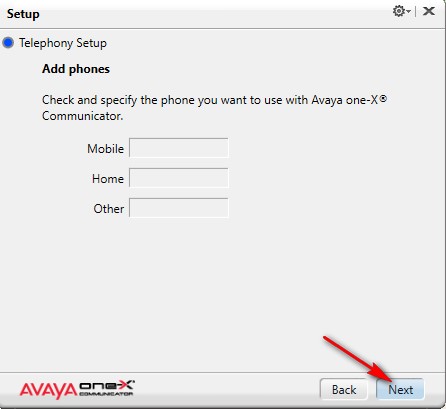 Setup
Telephony Setup
Add phones
Check and specify the phone you want to use with Avaya one-X®
Communicator.
Mobile
Home
Other
AVAYA one-X® COMMUNICATOR
Back
Next